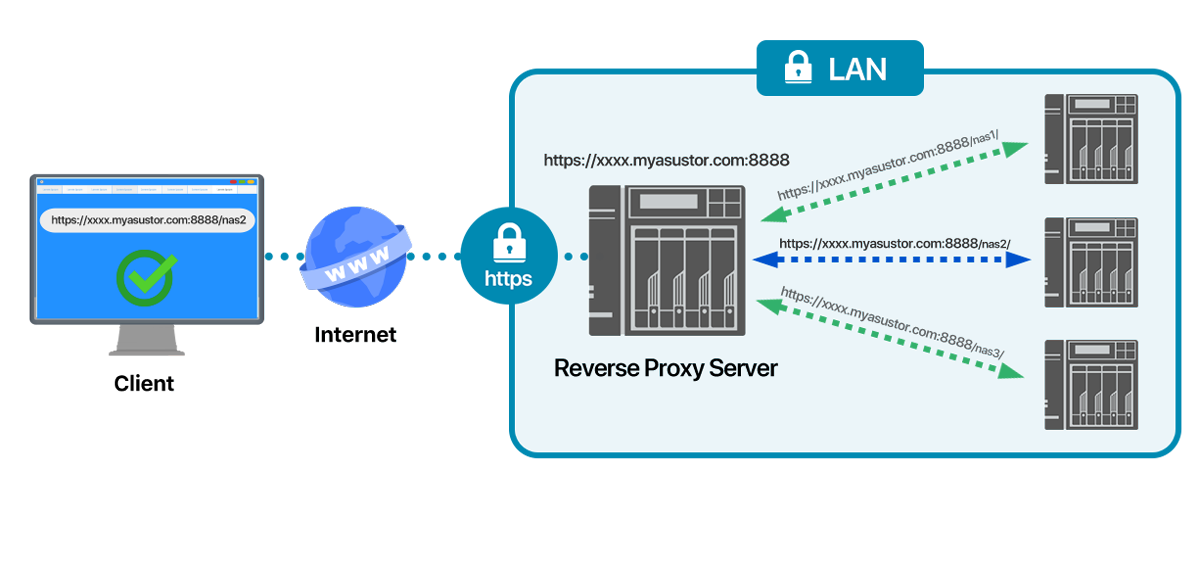 LAN
https://xxxx.myasustor.com:8888
https://xxxx.myasustor.com:8888/nas1/
https://xxxx.myasustor.com:8888/nas2
https://xxxx.myasustor.com:8888/nas2/
WWW
https
https://xxxx.myasustor.com:8888/nas3/
Internet
Reverse Proxy Server
Client